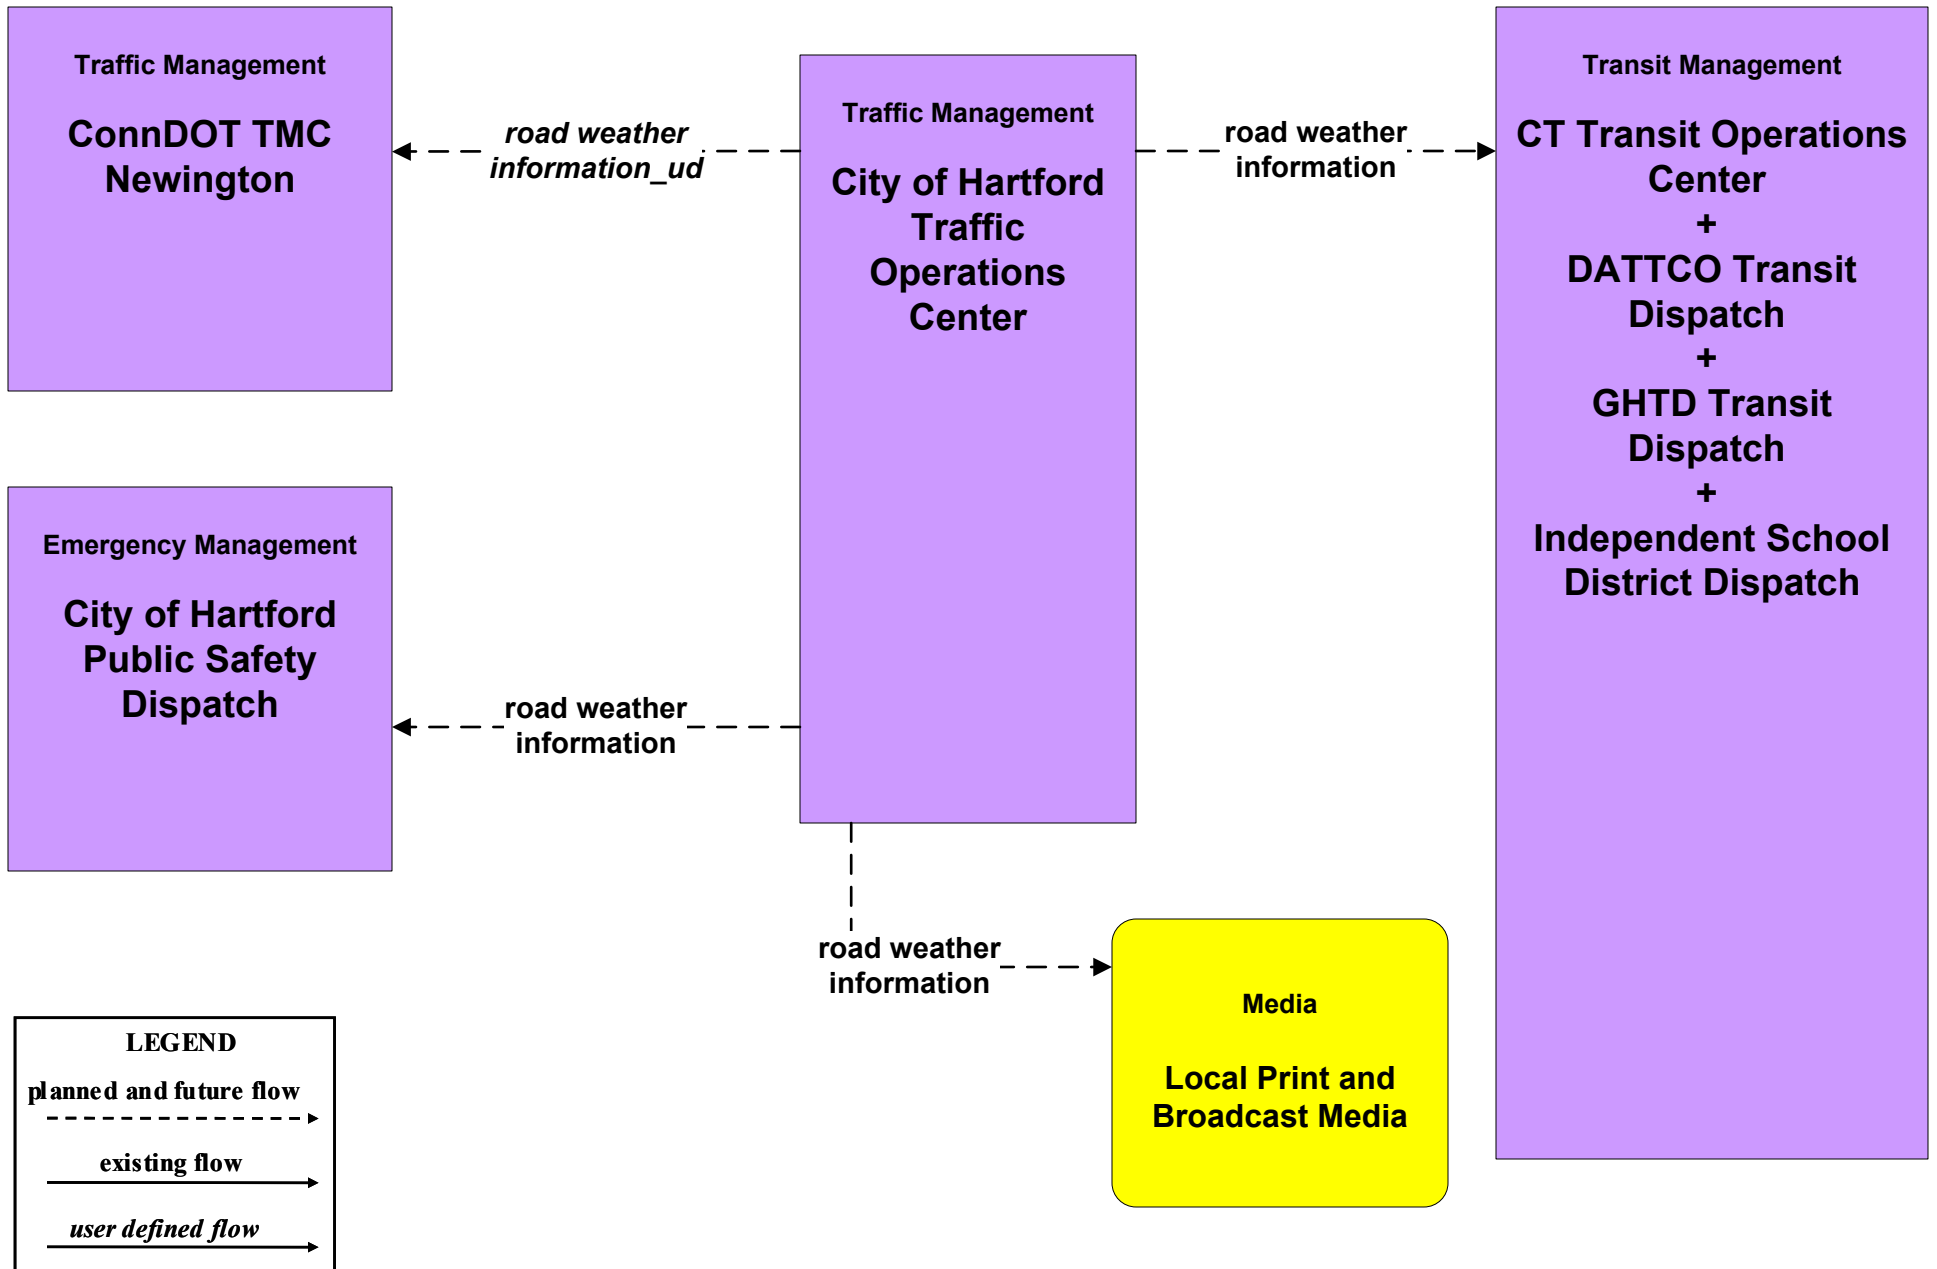 Traffic Management
ConnDOT TMC
Newington
road weather
information_ud
Traffic Management
City of Hartford
Traffic
Operations
Center
road weather
information
Transit Management
CT Transit Operations
Center
+
DATTCO Transit
Dispatch
+
GHTD Transit
Dispatch
+
Independent School
District Dispatch
Emergency Management
City of Hartford
Public Safety
Dispatch
road weather
information
road weather
information
Media
Local Print and
Broadcast Media
LEGEND
planned and future flow
existing flow
user defined flow